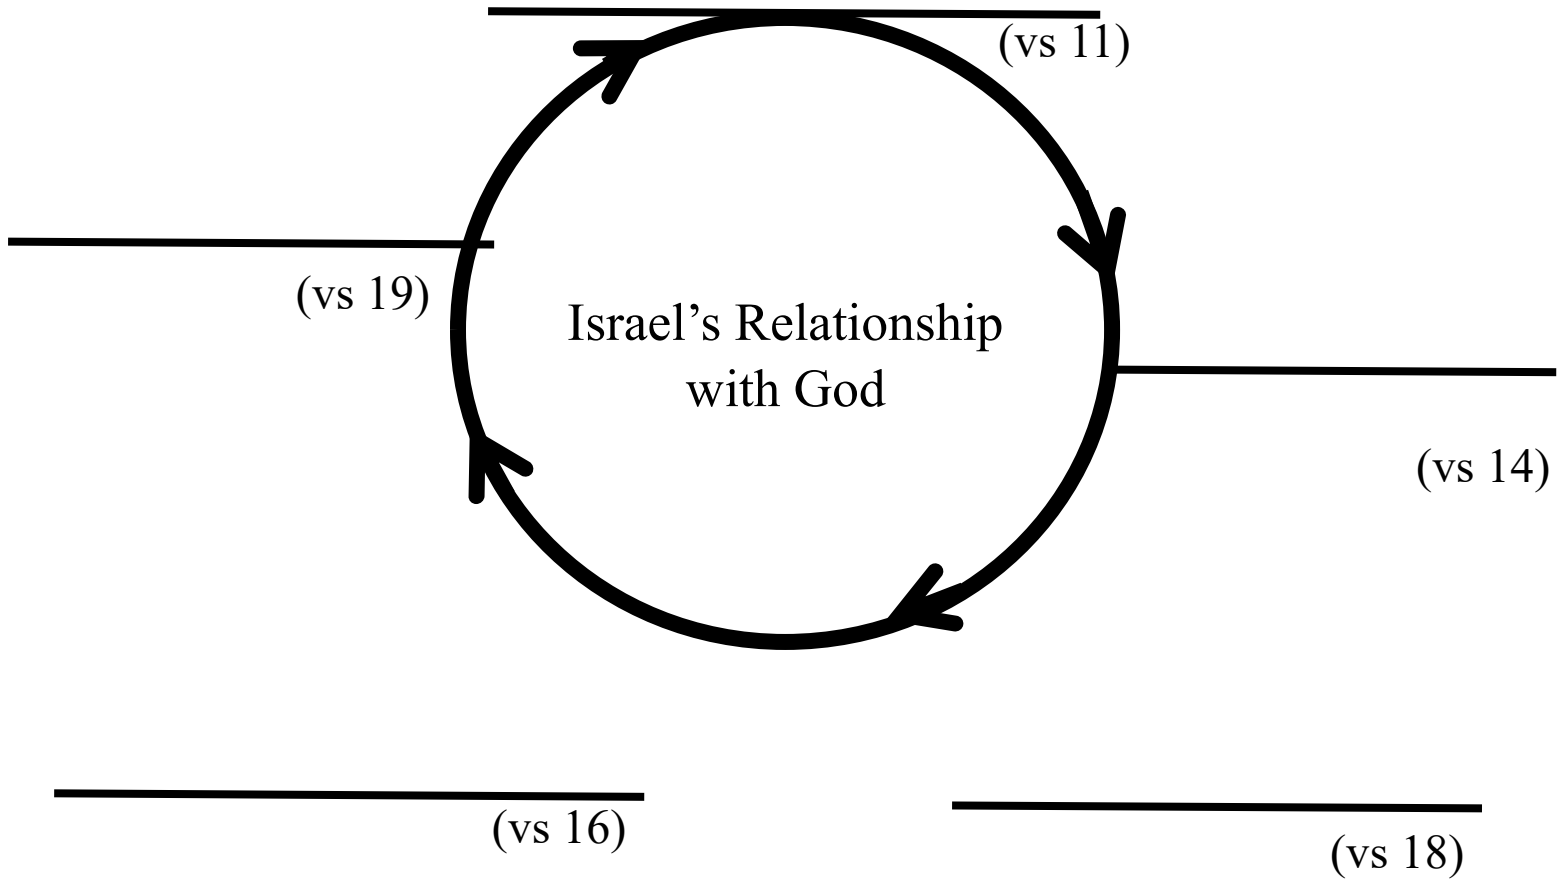 (vs 11)
(vs 19)
Israel’s Relationship
with God
(vs 14)
(vs 16)
(vs 18)